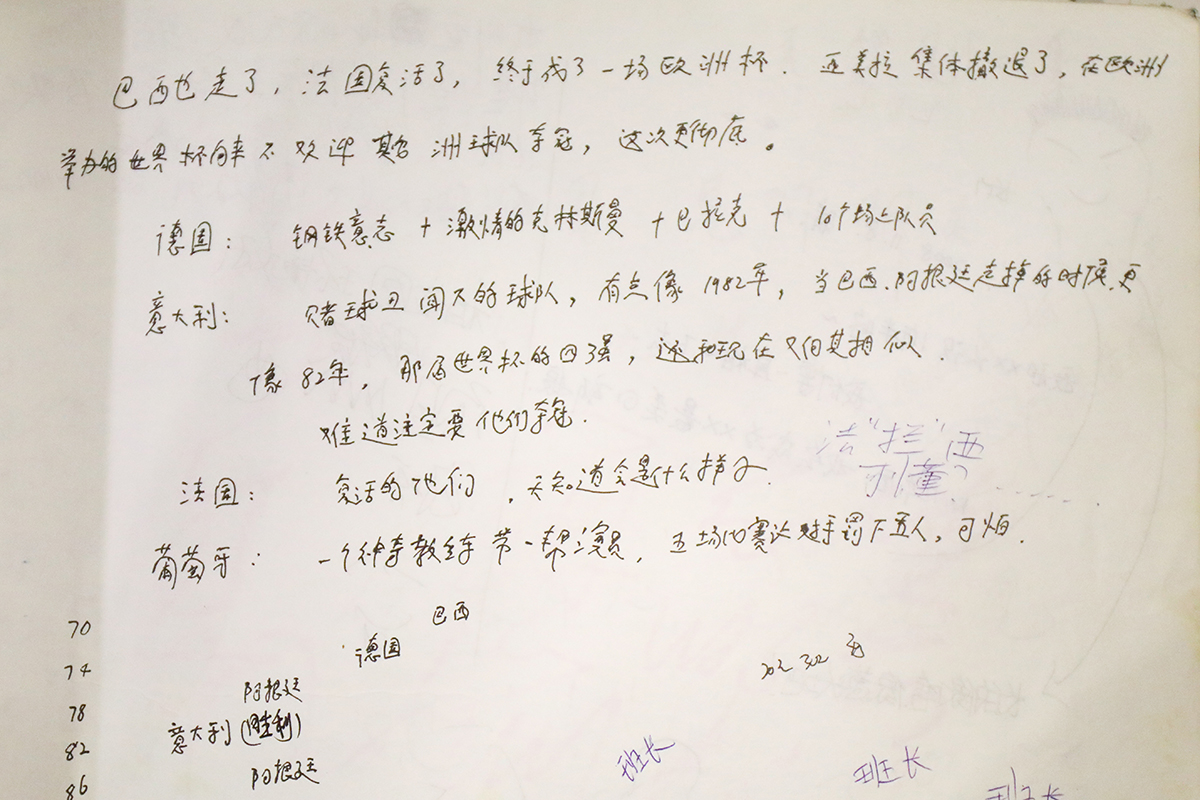 巴西也走了，法国复活了，终于成了一场欧洲杯．亚美拉集体撤退了，在欧洲
举办的世界杯向来不欢迎其它洲球队夺冠，这次更彻底。
德国：钢铁意志＋激情的克林斯曼＋巴拉克＋10个场上队员
意大利：赌球丑闻下的球队，有点像1982年，当巴西．阿根廷走掉的时候．更
像82年，那届世界杯的四强，还和现在何其相似．
难道注定要他们夺冠．
法国：复活的他们，天知道会是什么样子．
法"拦"西
葡萄牙：一个神奇教练带一帮演员，五场比赛让对手罚下五人，可怕．
70 巴西
74 德国
78 阿根廷
82 意大利(胜利)
86 阿根廷
班长
班长
班长